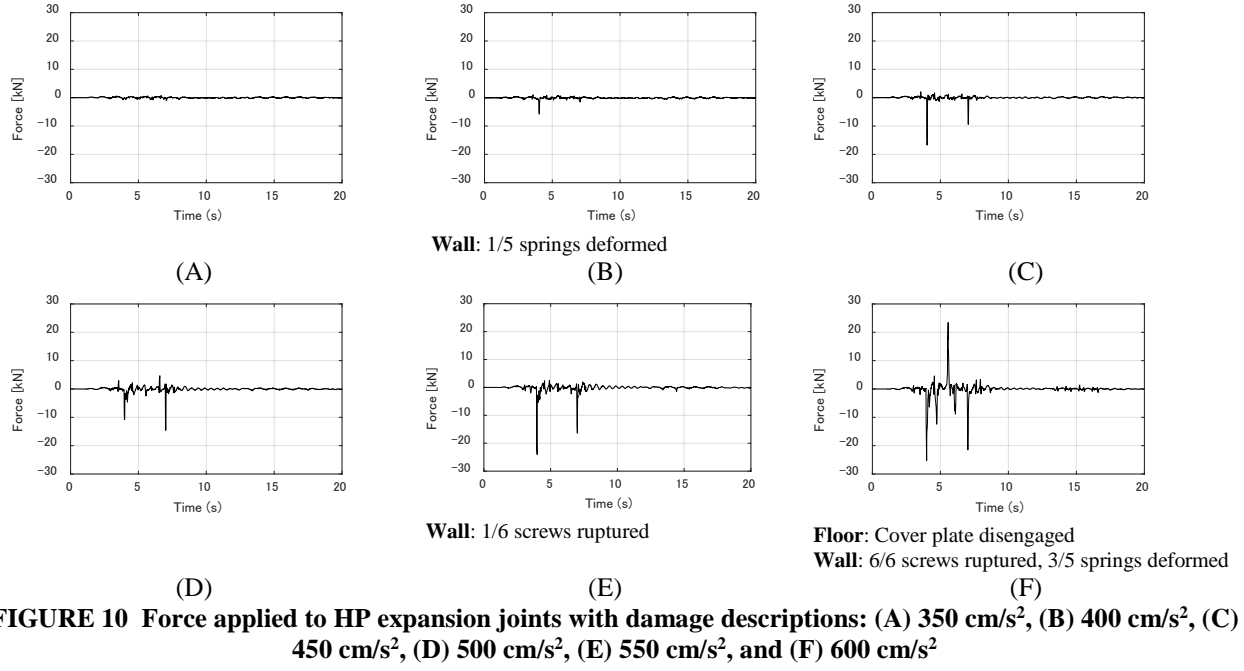 30
20
10
0
−10
−20
−30
Force [kN]
0 5 10 15 20
Time (s)
(A)
30
20
10
0
−10
−20
−30
Force [kN]
0 5 10 15 20
Time (s)
Wall: 1/5 springs deformed
(B)
30
20
10
0
−10
−20
−30
Force [kN]
0 5 10 15 20
Time (s)
(C)
30
20
10
0
−10
−20
−30
Force [kN]
0 5 10 15 20
Time (s)
(D)
30
20
10
0
−10
−20
−30
Force [kN]
0 5 10 15 20
Time (s)
Wall: 1/6 screws ruptured
(E)
30
20
10
0
−10
−20
−30
Force [kN]
0 5 10 15 20
Time (s)
Floor: Cover plate disengaged
Wall: 6/6 screws ruptured, 3/5 springs deformed
(F)
FIGURE 10 Force applied to HP expansion joints with damage descriptions: (A) 350 cm/s², (B) 400 cm/s², (C)
450 cm/s², (D) 500 cm/s², (E) 550 cm/s², and (F) 600 cm/s²